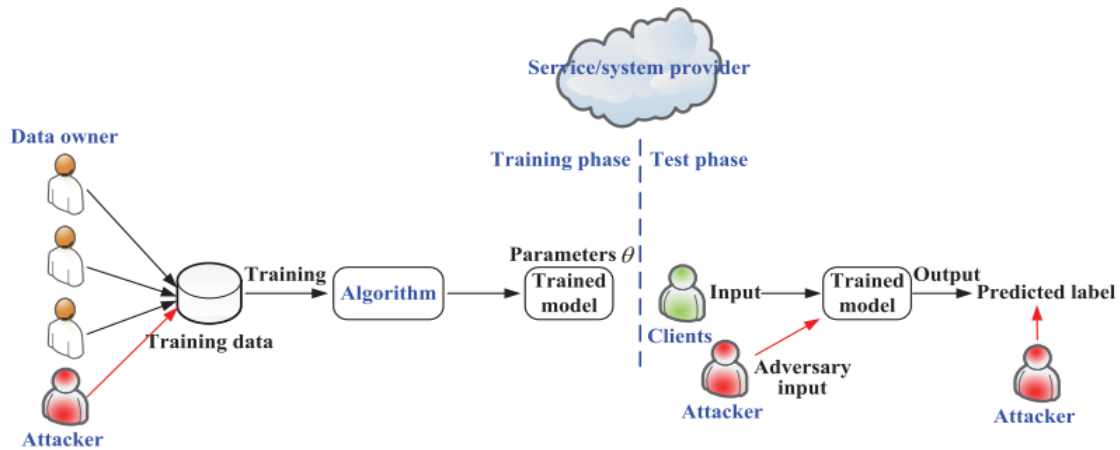 Service/system provider
Data owner
Training phase
Test phase
Parameters θ
Training
Algorithm
Trained
model
Training data
Attacker
Input
Clients
Trained
model
Output
Predicted label
Adversary
input
Attacker
Attacker